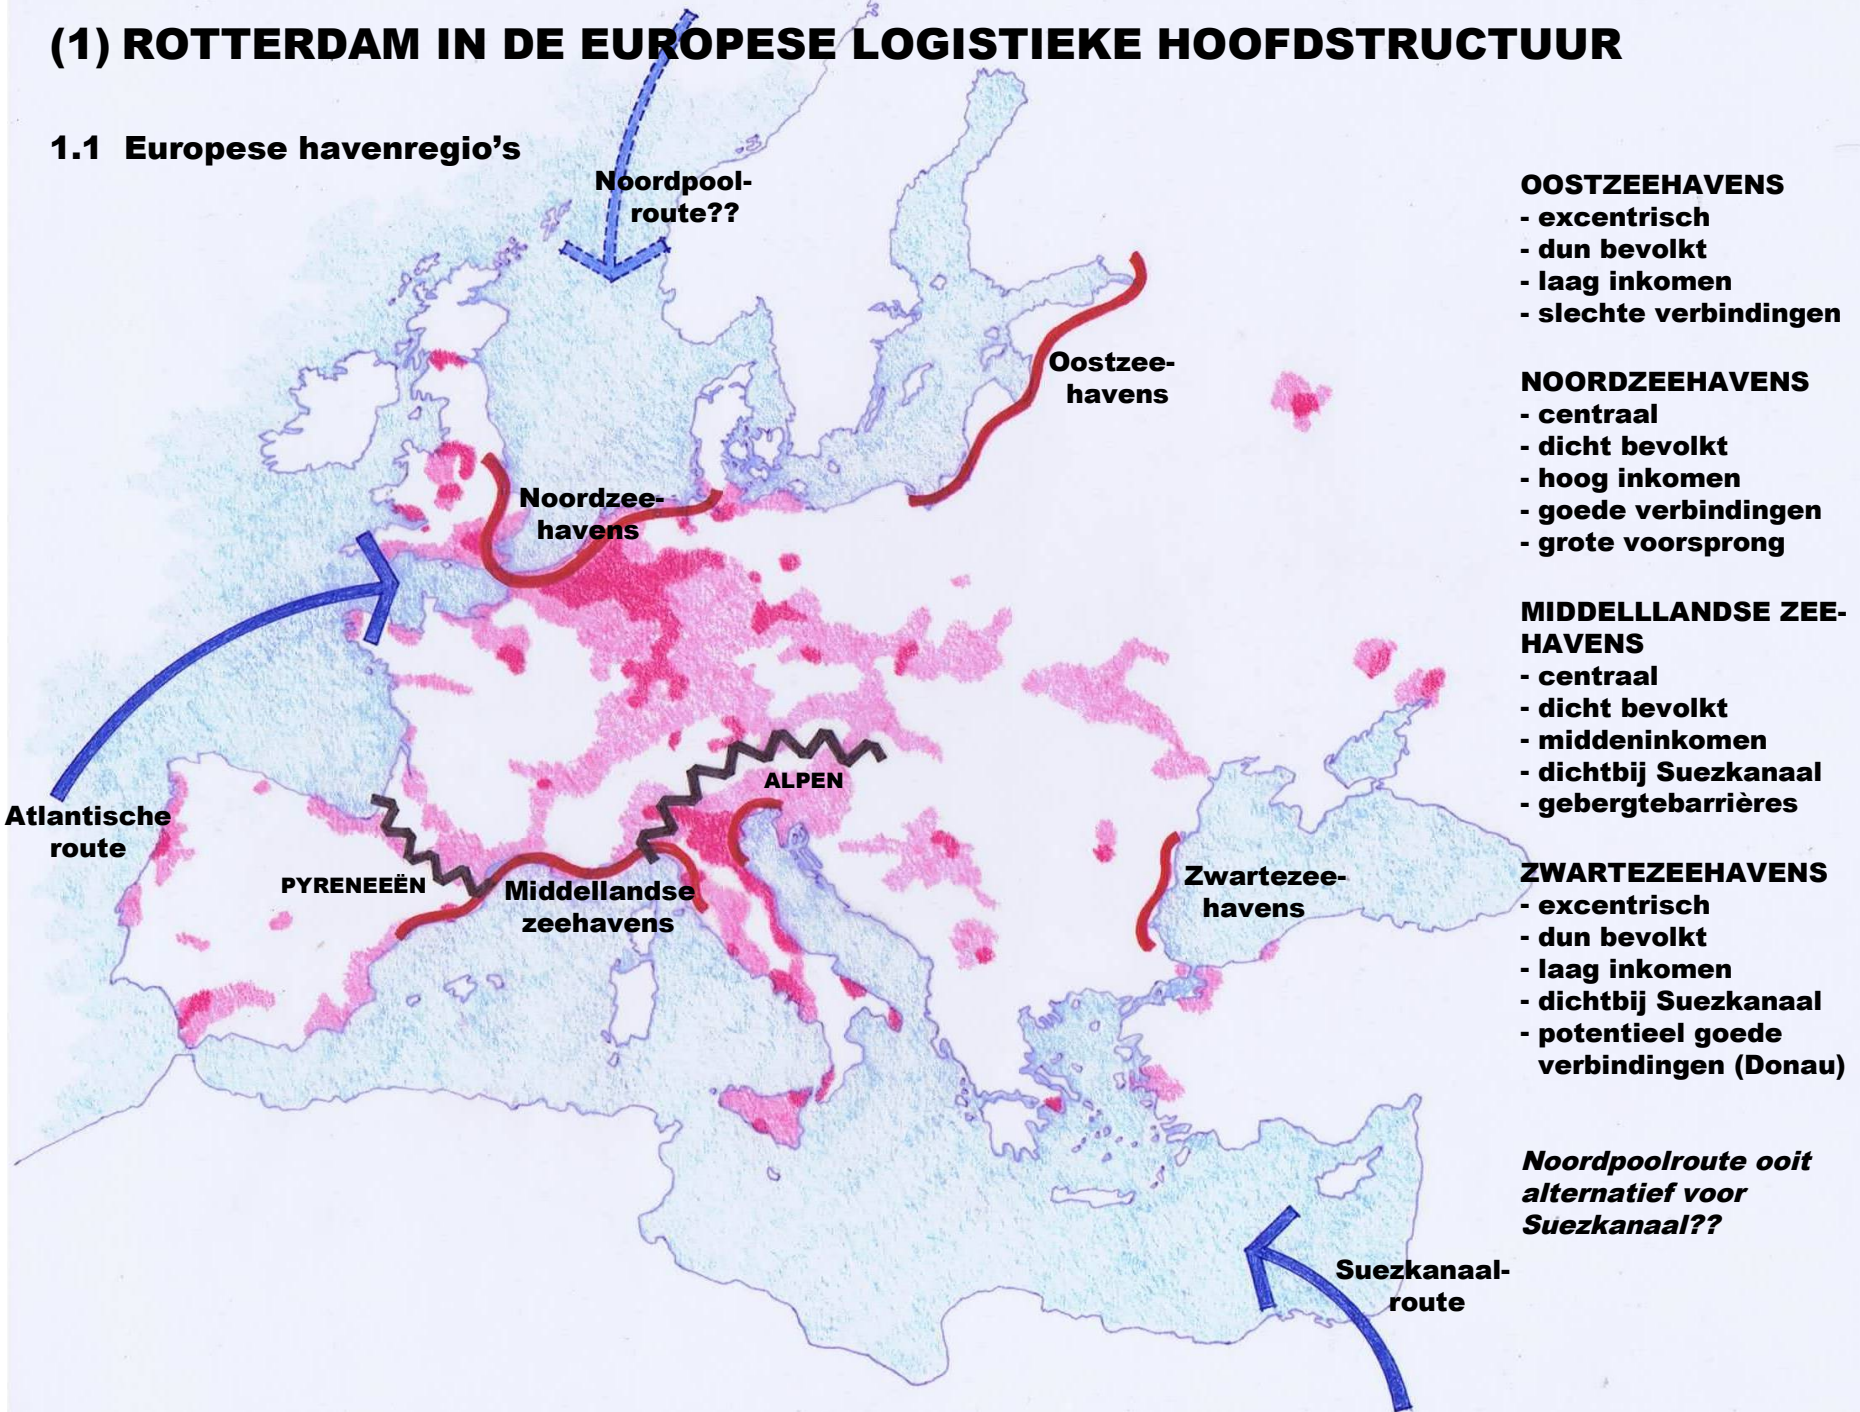 (1) ROTTERDAM IN DE EUROPESE LOGISTIEKE HOOFDSTRUCTUUR
1.1 Europese havenregio's
Noordpool-
route??
Oostzee-
havens
Noordzee-
havens
Atlantische
route
ALPEN
PYRENEEËN
Middellandse
zeehavens
Zwartezee-
havens
Suezkanaal-
route
OOSTZEEHAVENS
- excentrisch
- dun bevolkt
- laag inkomen
- slechte verbindingen
NOORDZEEHAVENS
- centraal
- dicht bevolkt
- hoog inkomen
- goede verbindingen
- grote voorsprong
MIDDELLLANDSE ZEE-
HAVENS
- centraal
- dicht bevolkt
- middeninkomen
- dichtbij Suezkanaal
- gebergtebarrières
ZWARTEZEEHAVENS
- excentrisch
- dun bevolkt
- laag inkomen
- dichtbij Suezkanaal
- potentieel goede
verbindingen (Donau)
Noordpoolroute ooit
alternatief voor
Suezkanaal??